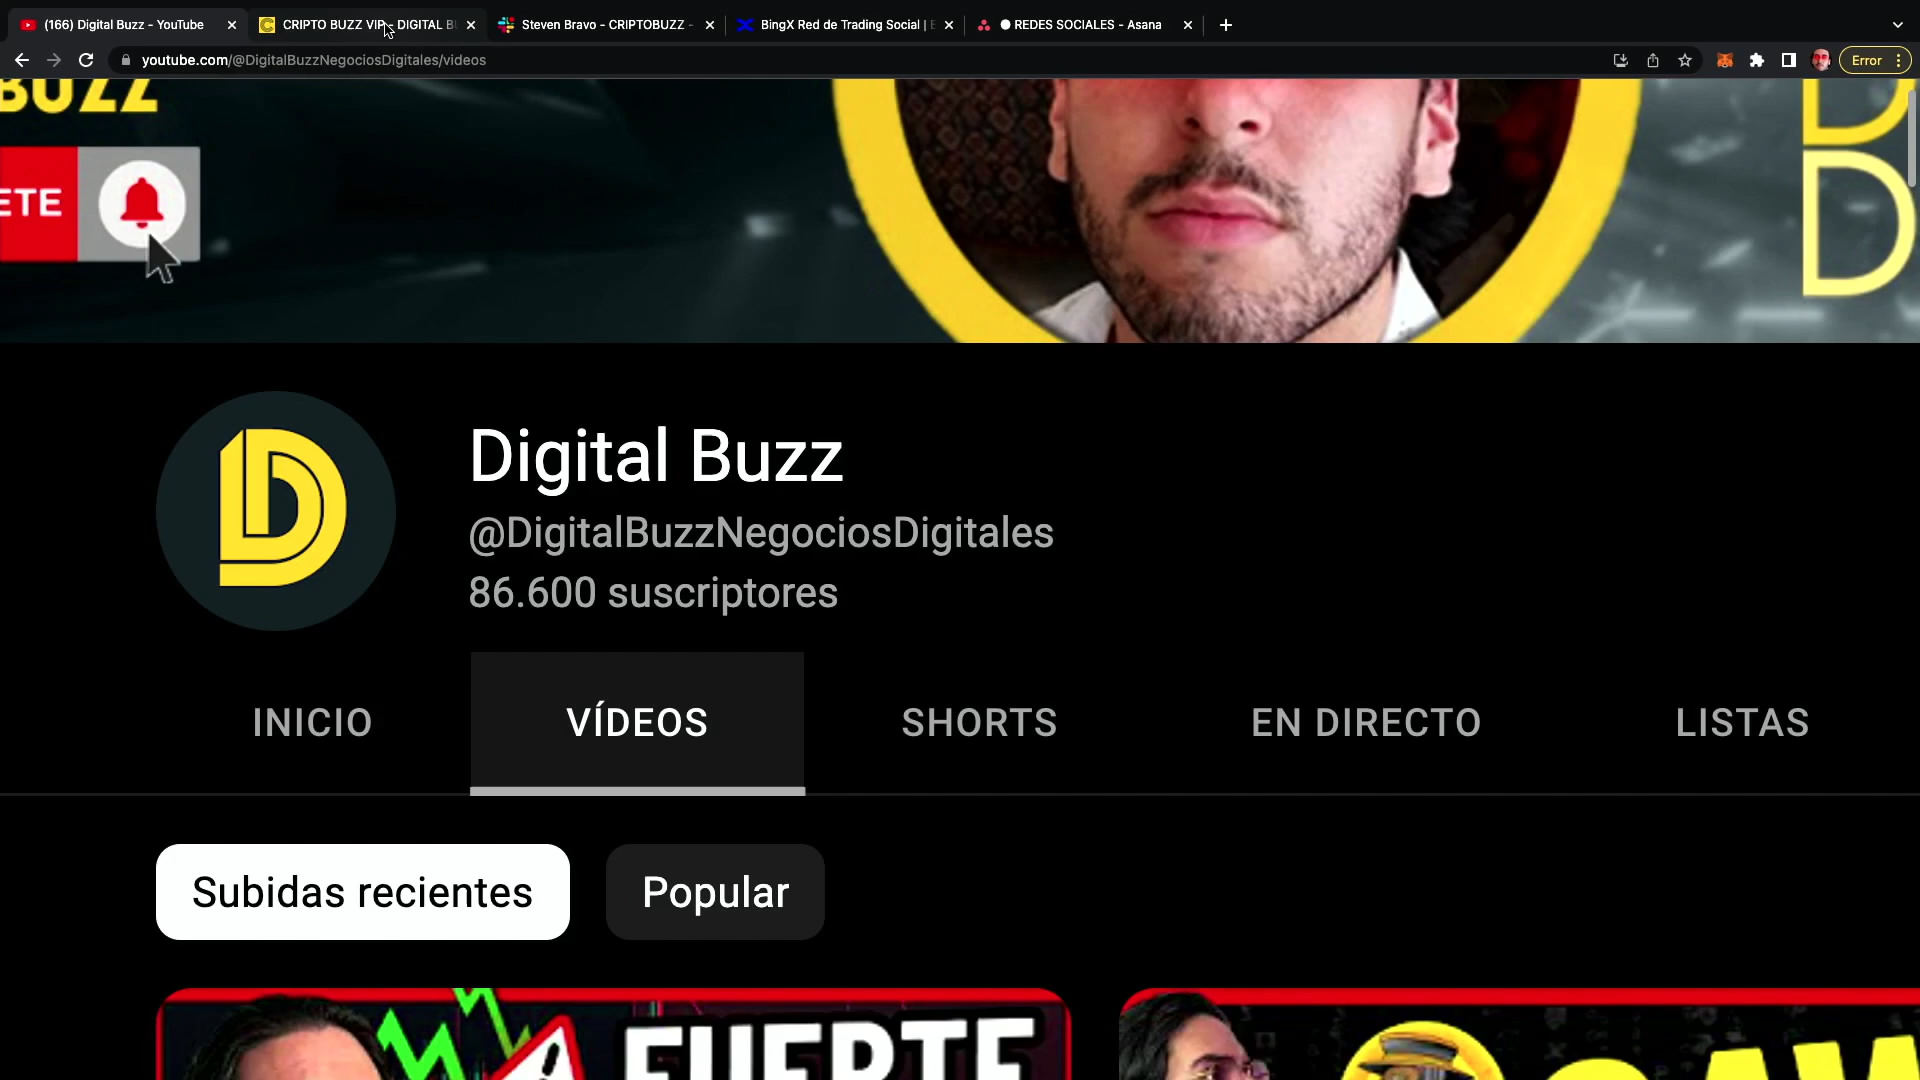 (166) Digital Buzz - YouTube
CRIPTO BUZZ VIP - DIGITAL B
Steven Bravo - CRIPTOBUZZ -
BingX Red de Trading Social |
REDES SOCIALES - Asana
youtube.com/@DigitalBuzzNegociosDigitales/videos
Error
BUZZ
ETE
D
D
Digital Buzz
@DigitalBuzzNegociosDigitales
86.600 suscriptores
INICIO
VÍDEOS
SHORTS
EN DIRECTO
LISTAS
Subidas recientes
Popular
FUERTE